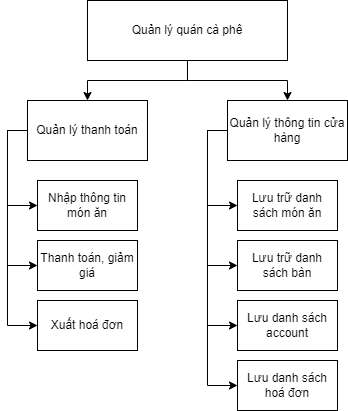 Quản lý quán cà phê
Quản lý thanh toán
Quản lý thông tin cửa
hàng
Nhập thông tin
món ăn
Thanh toán, giảm
giá
Xuất hoá đơn
Lưu trữ danh
sách món ăn
Lưu trữ danh
sách bàn
Lưu danh sách
account
Lưu danh sách
hoá đơn